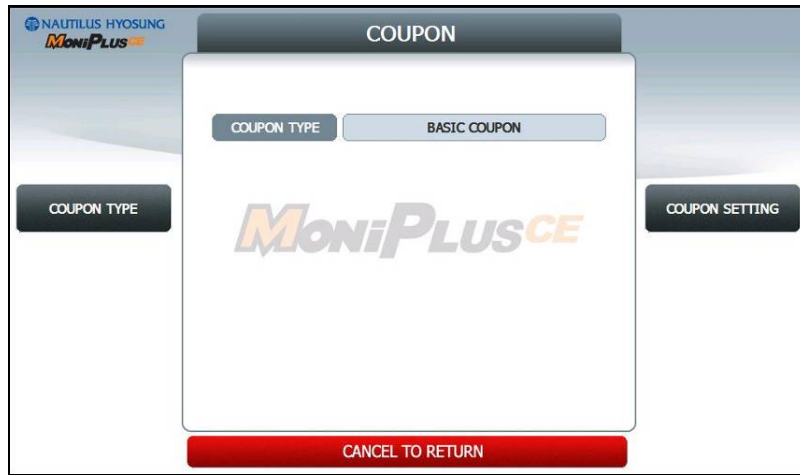 NAUTILUS HYOSUNG
MoniPlusCE
COUPON
COUPON TYPE BASIC COUPON
COUPON TYPE
COUPON SETTING
MoniPlusCE
CANCEL TO RETURN